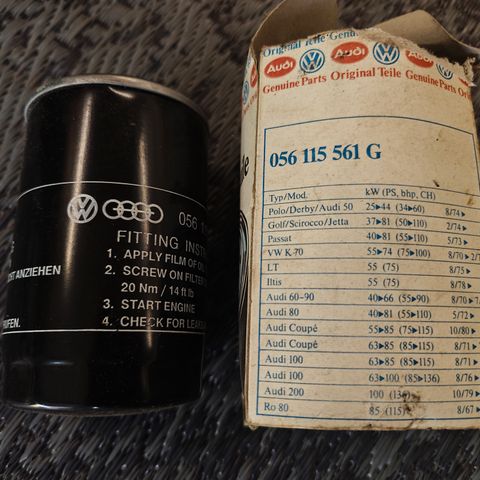 056 1
FITTING
1. APPLY FILM OF
2. SCREW ON FILTER
20 Nm / 14 ft lb
3. START ENGINE
4. CHECK FOR
ANZIEHEN
Original Teile
Audi VW Audi VW Audi
Genuine Parts Original Teile Genuine Parts
056 115 561 G
Typ/Mod. kW (PS, bhp, CH)
Polo/Derby/Audi 50 25▸44 (34▸60) 8/74▸
Golf/Scirocco/Jetta 37▸81 (50▸110) 2/74▸
Passat 40▸81 (55▸110) 5/73▸
VW K 70 55▸74 (75▸100) 8/70▸
LT 55 (75) 8/75▸
Iltis 55 (75) 8/78▸
Audi 60-90 40▸66 (55▸90) 8/70▸
Audi 80 40▸81 (55▸110) 5/72▸
Audi Coupé 55▸85 (75▸115) 10/80▸
Audi Coupé 63▸85 (85▸115) 8/71▸
Audi 100 63▸85 (85▸115) 8/71▸
Audi 100 63▸100 (85▸136) 8/76▸
Audi 200 100 10/79▸
Ro 80 85 (115) 8/67▸